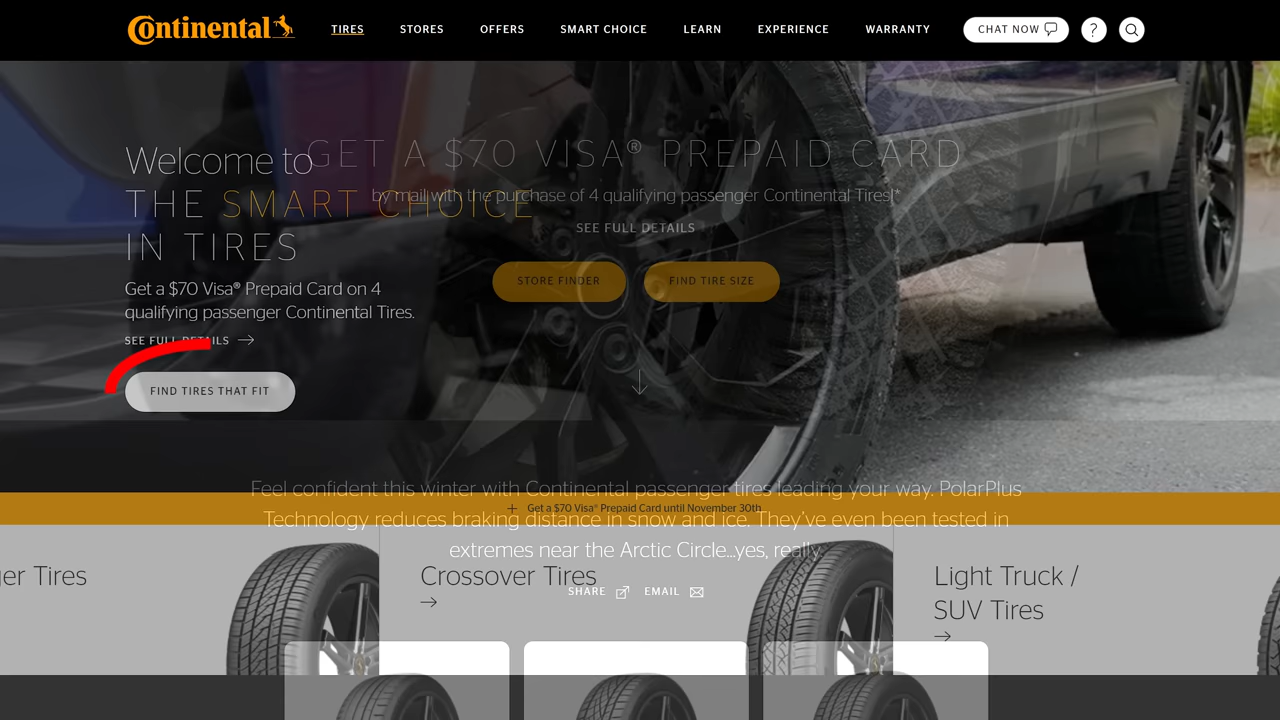 Continental
TIRES STORES OFFERS SMART CHOICE LEARN EXPERIENCE WARRANTY CHAT NOW ?
Welcome to
THE SMART CHOICE
IN TIRES
Get a $70 Visa® Prepaid Card on 4
qualifying passenger Continental Tires.
SEE FULL DETAILS
FIND TIRES THAT FIT
GET A $70 VISA® PREPAID CARD
by mail with the purchase of 4 qualifying passenger Continental Tires!*
SEE FULL DETAILS
STORE FINDER FIND TIRE SIZE
Feel confident this winter with Continental passenger tires leading your way. PolarPlus
Technology reduces braking distance in snow and ice. They've even been tested in
extremes near the Arctic Circle...yes, really.
+ Get a $70 Visa® Prepaid Card until November 30th
SHARE EMAIL
ger Tires
Crossover Tires
Light Truck /
SUV Tires